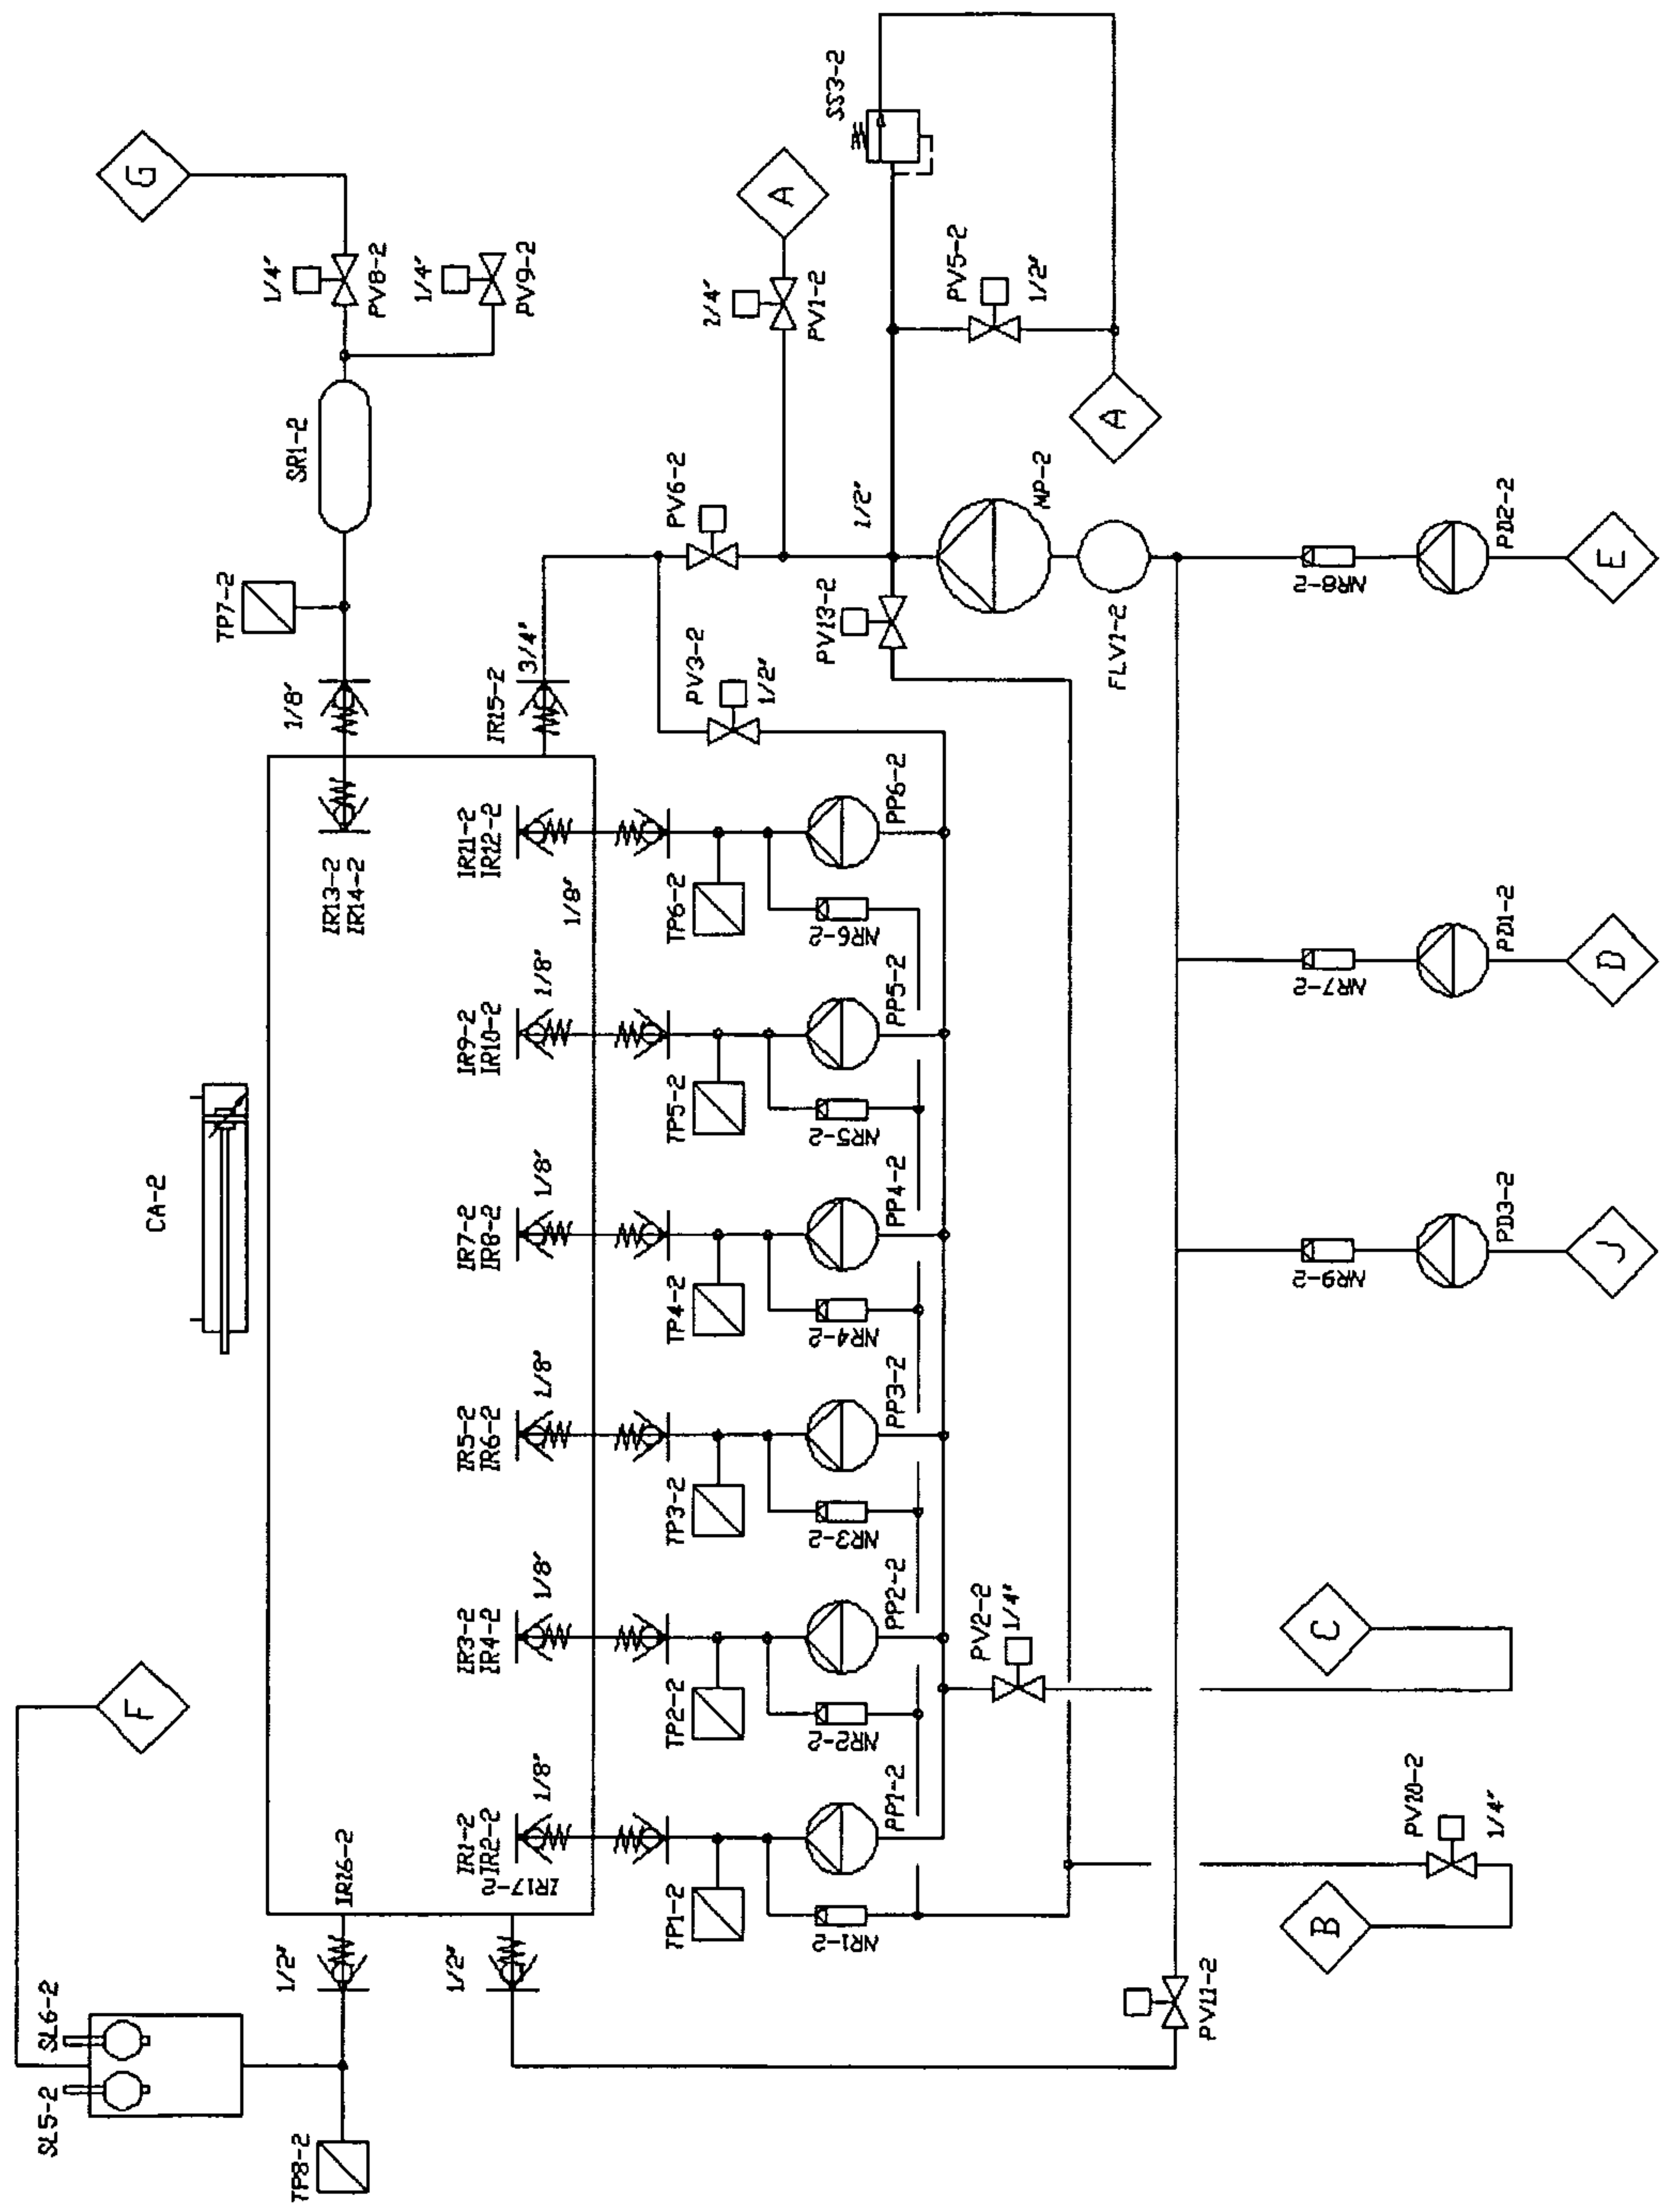 SL5-2
SL6-2
TP8-2
F
1/2"
IR16-2
1/2"
IR17-2
CA-2
IR13-2
IR14-2
1/8"
TP7-2
SR1-2
1/4"
PV8-2
1/4"
PV9-2
G
IR1-2
IR2-2
1/8"
IR3-2
IR4-2
1/8"
IR5-2
IR6-2
1/8"
IR7-2
IR8-2
1/8"
IR9-2
IR10-2
1/8"
IR11-2
IR12-2
1/8"
IR15-2
3/4"
TP1-2
TP2-2
TP3-2
TP4-2
TP5-2
TP6-2
PV3-2
1/2"
PV6-2
1/4"
PV1-2
A
NR1-2
PP1-2
NR2-2
PP2-2
NR3-2
PP3-2
NR4-2
PP4-2
NR5-2
PP5-2
NR6-2
PP6-2
PV13-2
1/2"
SS3-2
PV2-2
1/4"
MP-2
PV5-2
1/2"
FLV1-2
A
PV11-2
B
PV10-2
1/4"
C
NR9-2
PD3-2
J
NR7-2
PD1-2
D
NR8-2
PD2-2
E